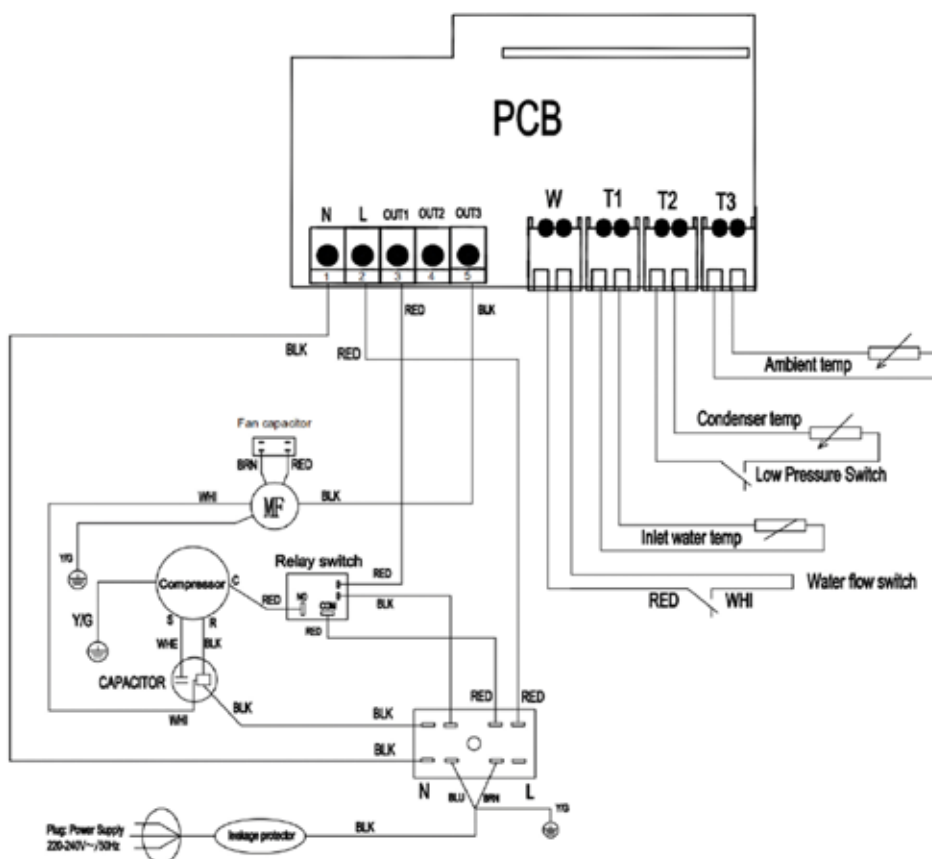 PCB
N L OUT1 OUT2 OUT3
1 2 3 4 5
W T1 T2 T3
RED
BLK
BLK
RED
Ambient temp
Fan capacitor
BRN RED
Condenser temp
Low Pressure Switch
WHI
MF
BLK
Inlet water temp
Y/G
Relay switch
Water flow switch
RED WHI
Compressor
C
RED
NO
COM
RED
BLK
RED
Y/G
S R
WHE
BLK
CAPACITOR
WHI
BLK
BLK
RED
RED
BLK
N L
BLU
BRN
Y/G
Plug: Power Supply
220-240V~/50Hz
leakage protector
BLK